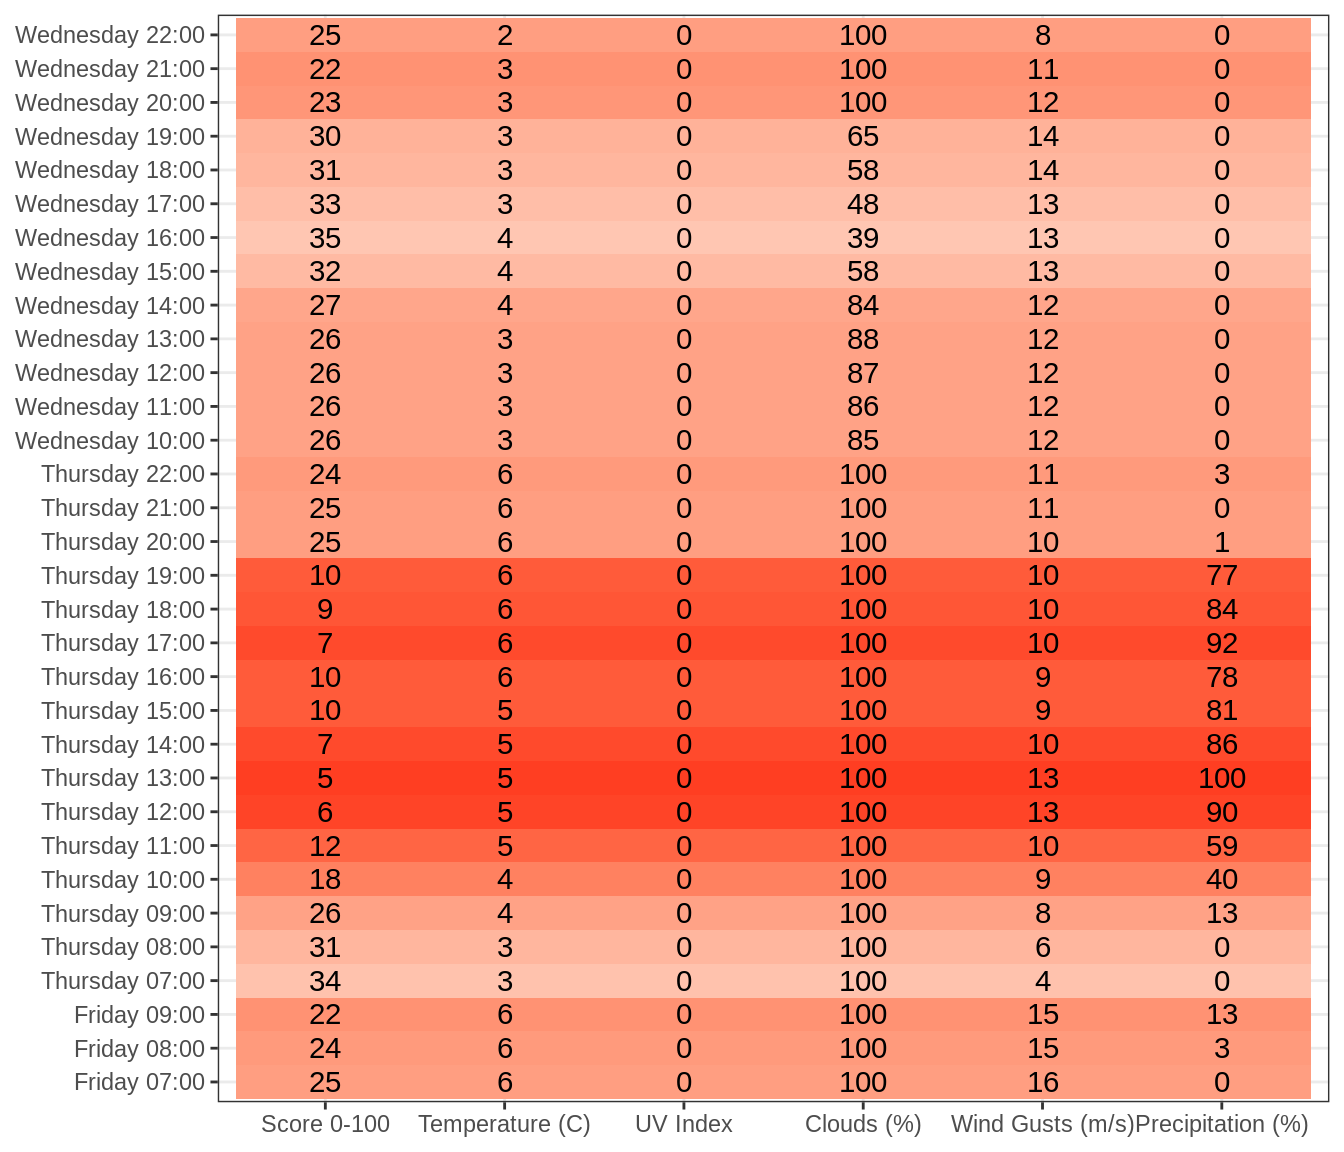 Wednesday 22:00 25 2 0 100 8 0
Wednesday 21:00 22 3 0 100 11 0
Wednesday 20:00 23 3 0 100 12 0
Wednesday 19:00 30 3 0 65 14 0
Wednesday 18:00 31 3 0 58 14 0
Wednesday 17:00 33 3 0 48 13 0
Wednesday 16:00 35 4 0 39 13 0
Wednesday 15:00 32 4 0 58 13 0
Wednesday 14:00 27 4 0 84 12 0
Wednesday 13:00 26 3 0 88 12 0
Wednesday 12:00 26 3 0 87 12 0
Wednesday 11:00 26 3 0 86 12 0
Wednesday 10:00 26 3 0 85 12 0
Thursday 22:00 24 6 0 100 11 3
Thursday 21:00 25 6 0 100 11 0
Thursday 20:00 25 6 0 100 10 1
Thursday 19:00 10 6 0 100 10 77
Thursday 18:00 9 6 0 100 10 84
Thursday 17:00 7 6 0 100 10 92
Thursday 16:00 10 6 0 100 9 78
Thursday 15:00 10 5 0 100 9 81
Thursday 14:00 7 5 0 100 10 86
Thursday 13:00 5 5 0 100 13 100
Thursday 12:00 6 5 0 100 13 90
Thursday 11:00 12 5 0 100 10 59
Thursday 10:00 18 4 0 100 9 40
Thursday 09:00 26 4 0 100 8 13
Thursday 08:00 31 3 0 100 6 0
Thursday 07:00 34 3 0 100 4 0
Friday 09:00 22 6 0 100 15 13
Friday 08:00 24 6 0 100 15 3
Friday 07:00 25 6 0 100 16 0
Score 0-100 Temperature (C) UV Index Clouds (%) Wind Gusts (m/s) Precipitation (%)